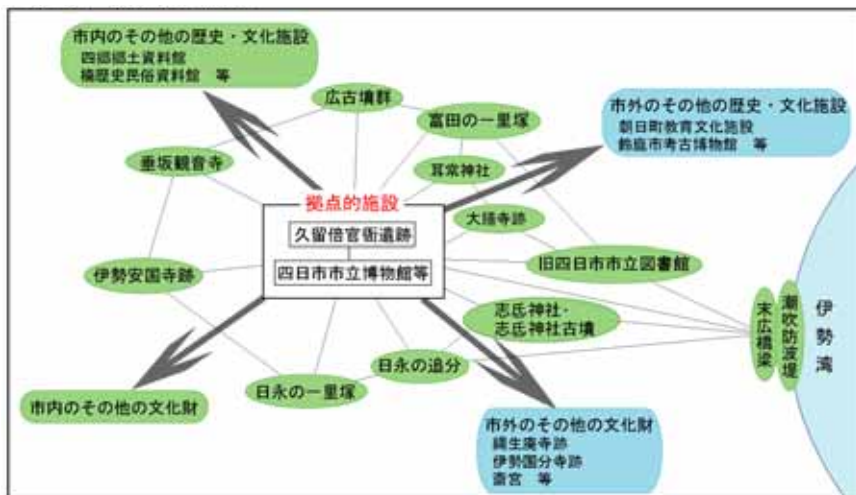 市内のその他の歴史・文化施設
四郷郷土資料館
楠歴史民俗資料館　等
広古墳群
富田の一里塚
市外のその他の歴史・文化施設
朝日町教育文化施設
鈴鹿市考古博物館　等
垂坂観音寺
耳常神社
拠点的施設
大膳寺跡
久留倍官衙遺跡
四日市市立博物館等
伊勢安国寺跡
旧四日市市立図書館
志氐神社・
志氐神社古墳
末広橋梁
潮吹防波堤
伊勢湾
日永の追分
日永の一里塚
市内のその他の文化財
市外のその他の文化財
縄生廃寺跡
伊勢国分寺跡
斎宮　等